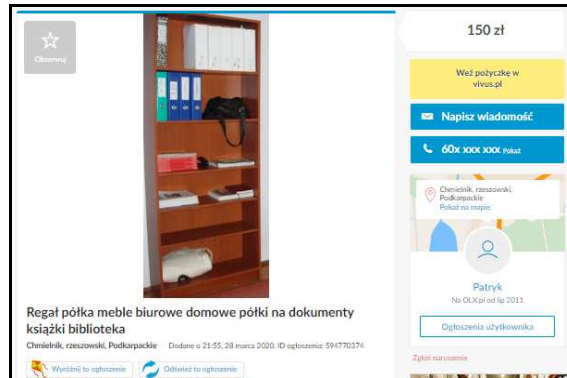 Obserwuj
Regał półka meble biurowe domowe półki na dokumenty
książki biblioteka
Chmielnik, rzeszowski, Podkarpackie Dodane o 21:55, 28 marca 2020, ID ogłoszenia: 594770374
Wyróżnij to ogłoszenie Odśwież to ogłoszenie
150 zł
Weź pożyczkę w
vivus.pl
Napisz wiadomość
60x xxx xxx Pokaż
Chmielnik, rzeszowski,
Podkarpackie
Pokaż na mapie
Patryk
Na OLX.pl od lip 2011
Ogłoszenia użytkownika
Zgłoś naruszenie